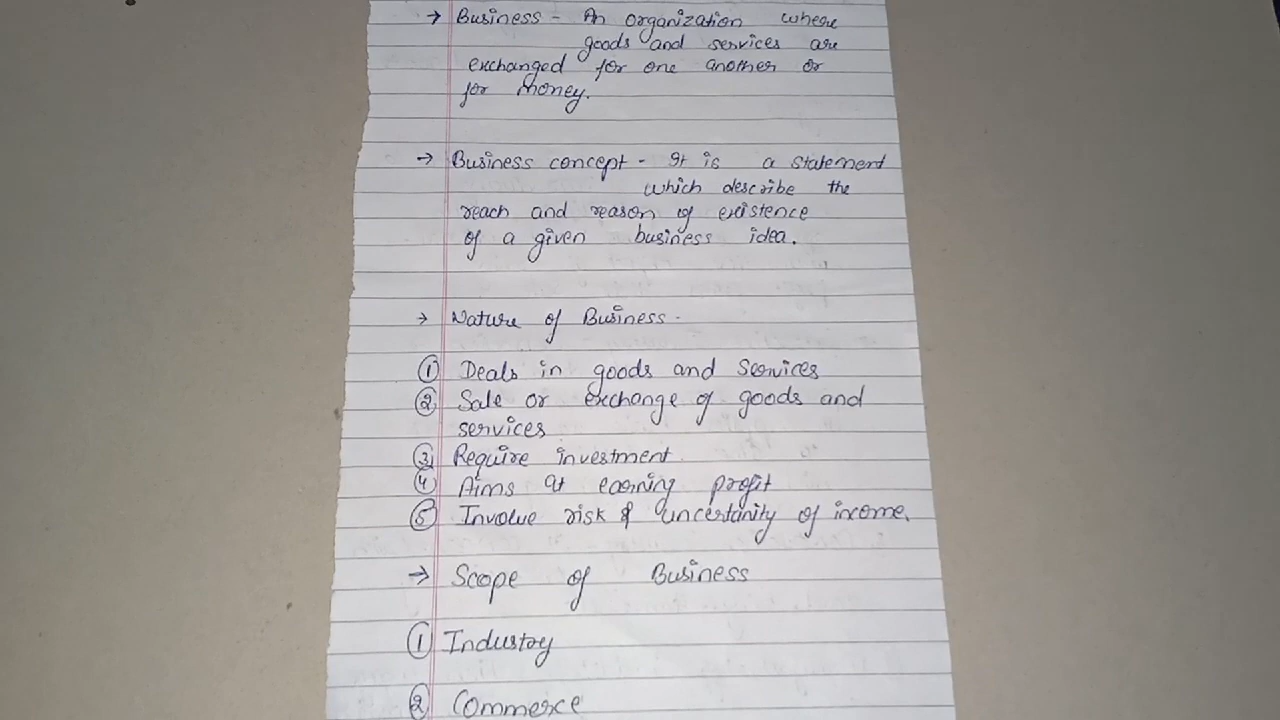 → Business - An organization where
goods and services are
exchanged for one another or
for money.
→ Business concept - It is a statement
which describe the
reach and reason of existence
of a given business idea.
→ Nature of Business -
① Deals in goods and services
② Sale or exchange of goods and
services
③ Require investment.
④ Aims at earning profit
⑤ Involve risk & uncertanity of income.
→ Scope of Business
① Industry
② Commerce